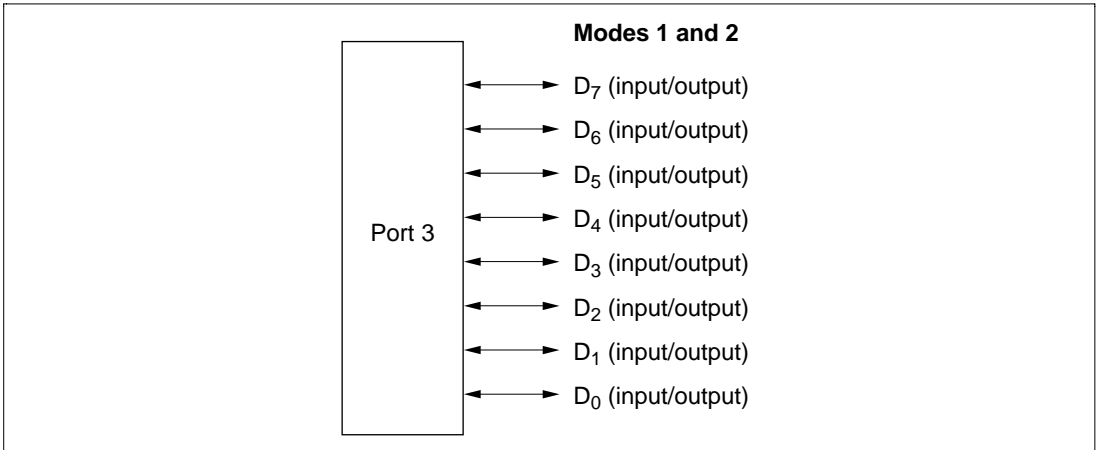 Modes 1 and 2
D₇ (input/output)
D₆ (input/output)
D₅ (input/output)
D₄ (input/output)
Port 3
D₃ (input/output)
D₂ (input/output)
D₁ (input/output)
D₀ (input/output)